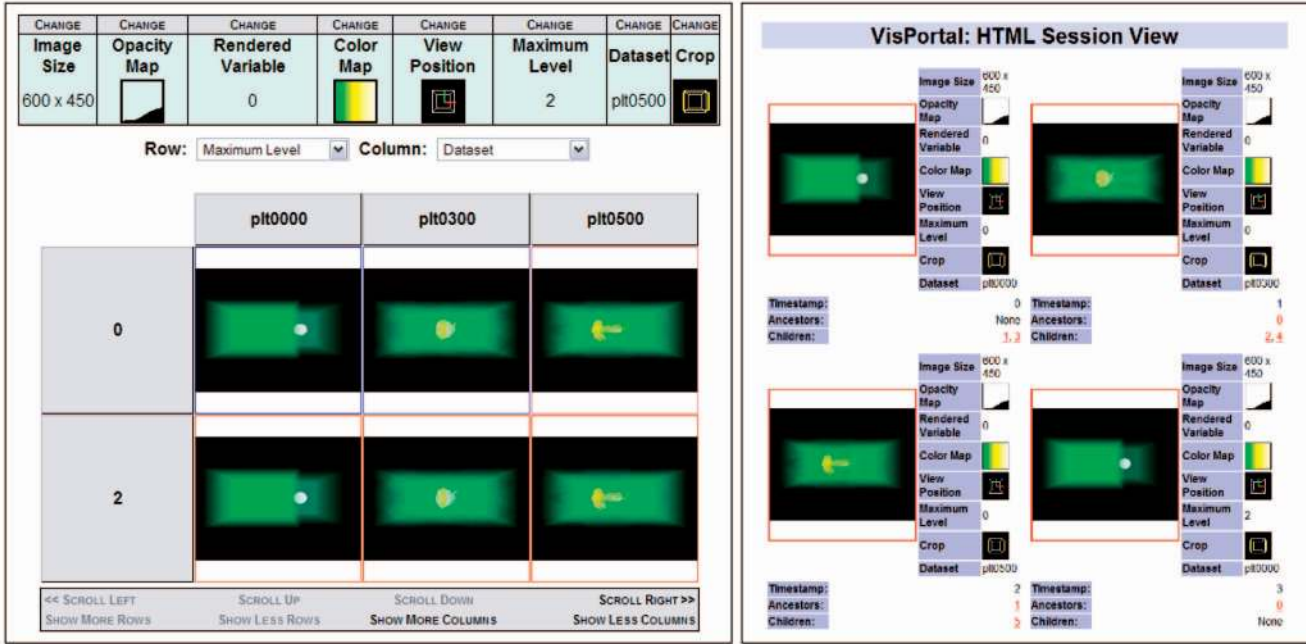 CHANGE CHANGE CHANGE CHANGE CHANGE CHANGE CHANGE CHANGE
Image Size Opacity Map Rendered Variable Color Map View Position Maximum Level Dataset Crop
600 x 450 0 2 plt0500
Row: Maximum Level Column: Dataset
plt0000 plt0300 plt0500
0
2
<< SCROLL LEFT SCROLL UP SCROLL DOWN SCROLL RIGHT >>
SHOW MORE ROWS SHOW LESS ROWS SHOW MORE COLUMNS SHOW LESS COLUMNS
VisPortal: HTML Session View
Image Size 600 x 450
Opacity Map
Rendered Variable 0
Color Map
View Position
Maximum Level 0
Crop
Dataset plt0000
Timestamp: 0
Ancestors: None
Children: 1,3
Image Size 600 x 450
Opacity Map
Rendered Variable 0
Color Map
View Position
Maximum Level 0
Crop
Dataset plt0300
Timestamp: 1
Ancestors: 0
Children: 2,4
Image Size 600 x 450
Opacity Map
Rendered Variable 0
Color Map
View Position
Maximum Level 0
Crop
Dataset plt0500
Timestamp: 2
Ancestors: 1
Children: 5
Image Size 600 x 450
Opacity Map
Rendered Variable 0
Color Map
View Position
Maximum Level 2
Crop
Dataset plt0000
Timestamp: 3
Ancestors: 0
Children: None